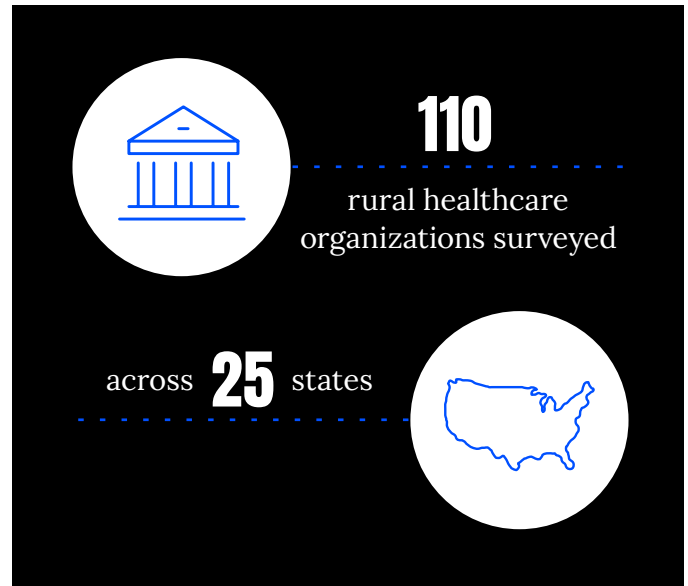 110
rural healthcare
organizations surveyed
across 25 states